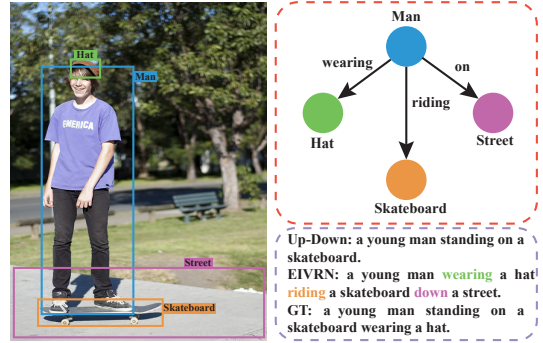 Hat
Man
EMERICA
Street
Skateboard
Man
wearing
on
riding
Hat
Street
Skateboard
Up-Down: a young man standing on a
skateboard.
EIVRN: a young man wearing a hat
riding a skateboard down a street.
GT: a young man standing on a
skateboard wearing a hat.